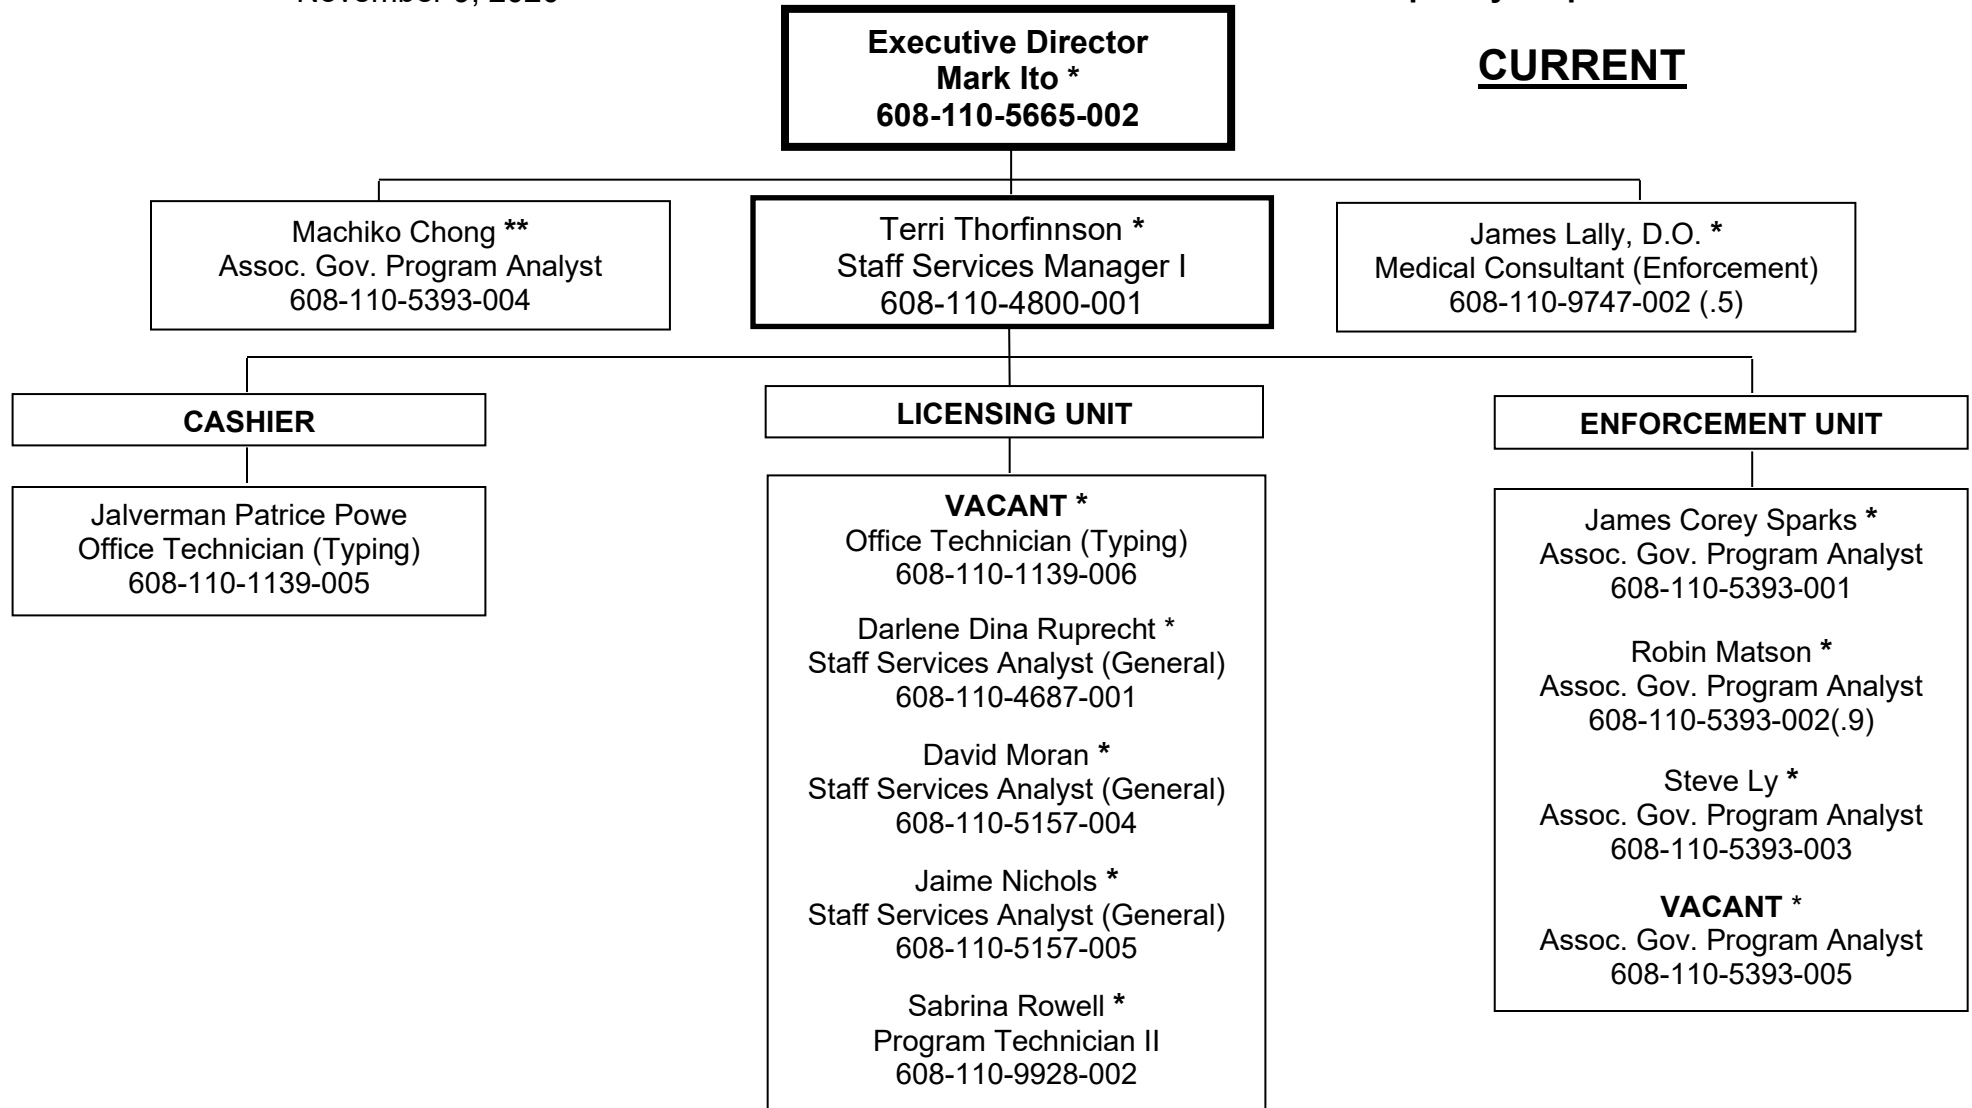 Executive Director
Mark Ito *
608-110-5665-002
CURRENT
Machiko Chong **
Assoc. Gov. Program Analyst
608-110-5393-004
Terri Thorfinnson *
Staff Services Manager I
608-110-4800-001
James Lally, D.O. *
Medical Consultant (Enforcement)
608-110-9747-002 (.5)
CASHIER
Jalverman Patrice Powe
Office Technician (Typing)
608-110-1139-005
LICENSING UNIT
VACANT *
Office Technician (Typing)
608-110-1139-006
Darlene Dina Ruprecht *
Staff Services Analyst (General)
608-110-4687-001
David Moran *
Staff Services Analyst (General)
608-110-5157-004
Jaime Nichols *
Staff Services Analyst (General)
608-110-5157-005
Sabrina Rowell *
Program Technician II
608-110-9928-002
ENFORCEMENT UNIT
James Corey Sparks *
Assoc. Gov. Program Analyst
608-110-5393-001
Robin Matson *
Assoc. Gov. Program Analyst
608-110-5393-002(.9)
Steve Ly *
Assoc. Gov. Program Analyst
608-110-5393-003
VACANT *
Assoc. Gov. Program Analyst
608-110-5393-005